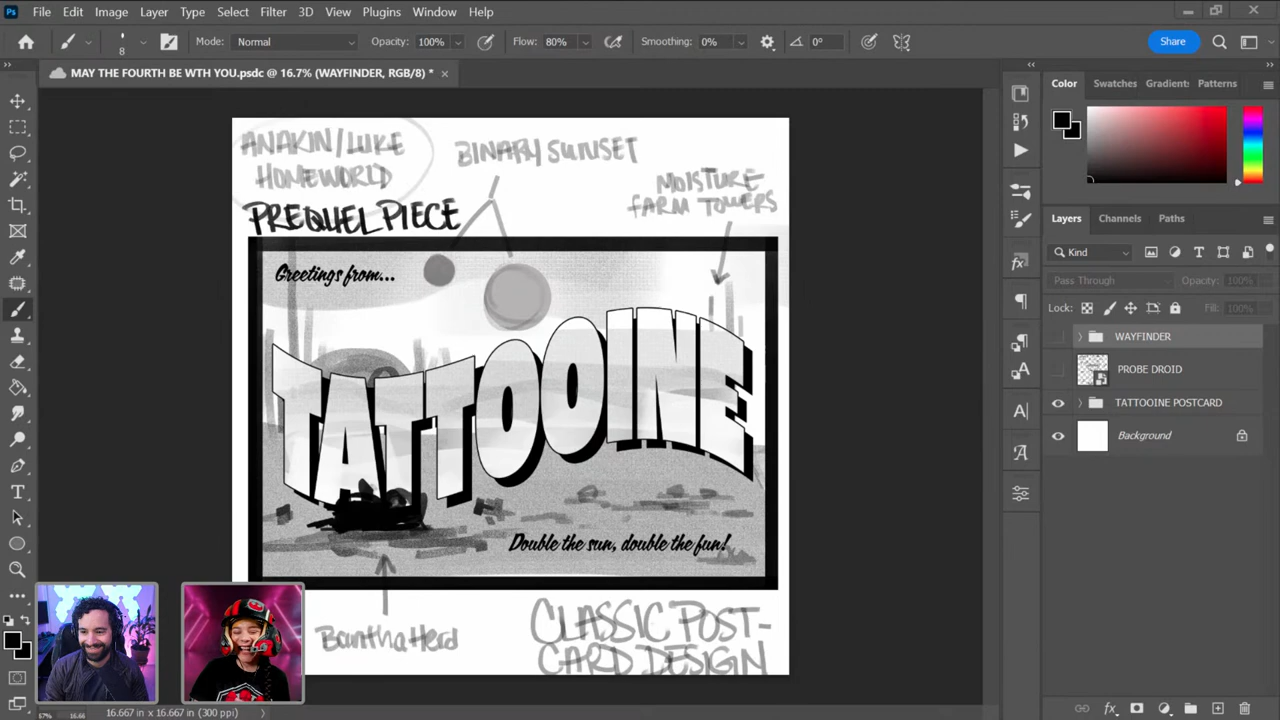 File Edit Image Layer Type Select Filter 3D View Plugins Window Help
8 Mode: Normal Opacity: 100% Flow: 80% Smoothing: 0% 0° Share
MAY THE FOURTH BE WTH YOU.psdc @ 16.7% (WAYFINDER, RGB/8) *
Color Swatches Gradient: Patterns
ANAKIN/LUKE
HOMEWORLD
BINARY SUNSET
MOISTURE
FARM TOWERS
PREQUEL PIECE
Greetings from...
TATTOOINE
Double the sun, double the fun!
Bantha Herd
CLASSIC POST-
CARD DESIGN
Layers Channels Paths
Kind
Pass Through Opacity: 100%
Lock: Fill: 100%
WAYFINDER
PROBE DROID
TATTOOINE POSTCARD
Background
16.667 in x 16.667 in (300 ppi)